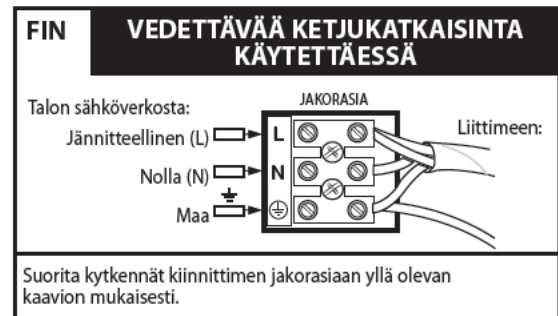 FIN
VEDETTÄVÄÄ KETJUKATKAISINTA
KÄYTETTÄESSÄ
Talon sähköverkosta:
JAKORASIA
Jännitteellinen (L)
L
Liittimeen:
Nolla (N)
N
Maa
Suorita kytkennät kiinnittimen jakorasiaan yllä olevan
kaavion mukaisesti.